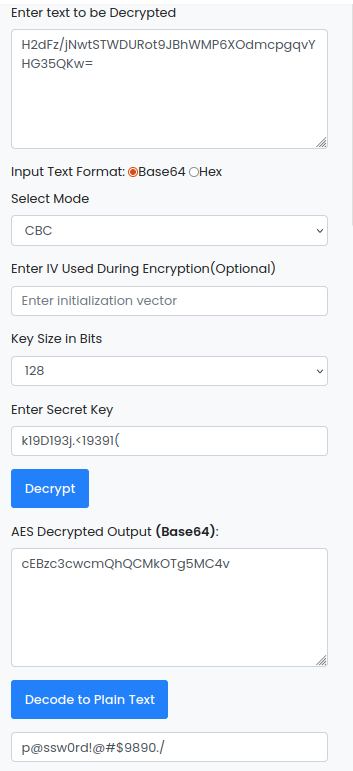 Enter text to be Decrypted
H2dFz/jNwtSTWDURot9JBhWMP6XOdmcpgqvY
HG35QKw=
Input Text Format: Base64 Hex
Select Mode
CBC
Enter IV Used During Encryption(Optional)
Enter initialization vector
Key Size in Bits
128
Enter Secret Key
k19D193j.<19391(
Decrypt
AES Decrypted Output (Base64):
cEBzc3cwcmQhQCMkOTg5MC4v
Decode to Plain Text
p@ssw0rd!@#$9890./